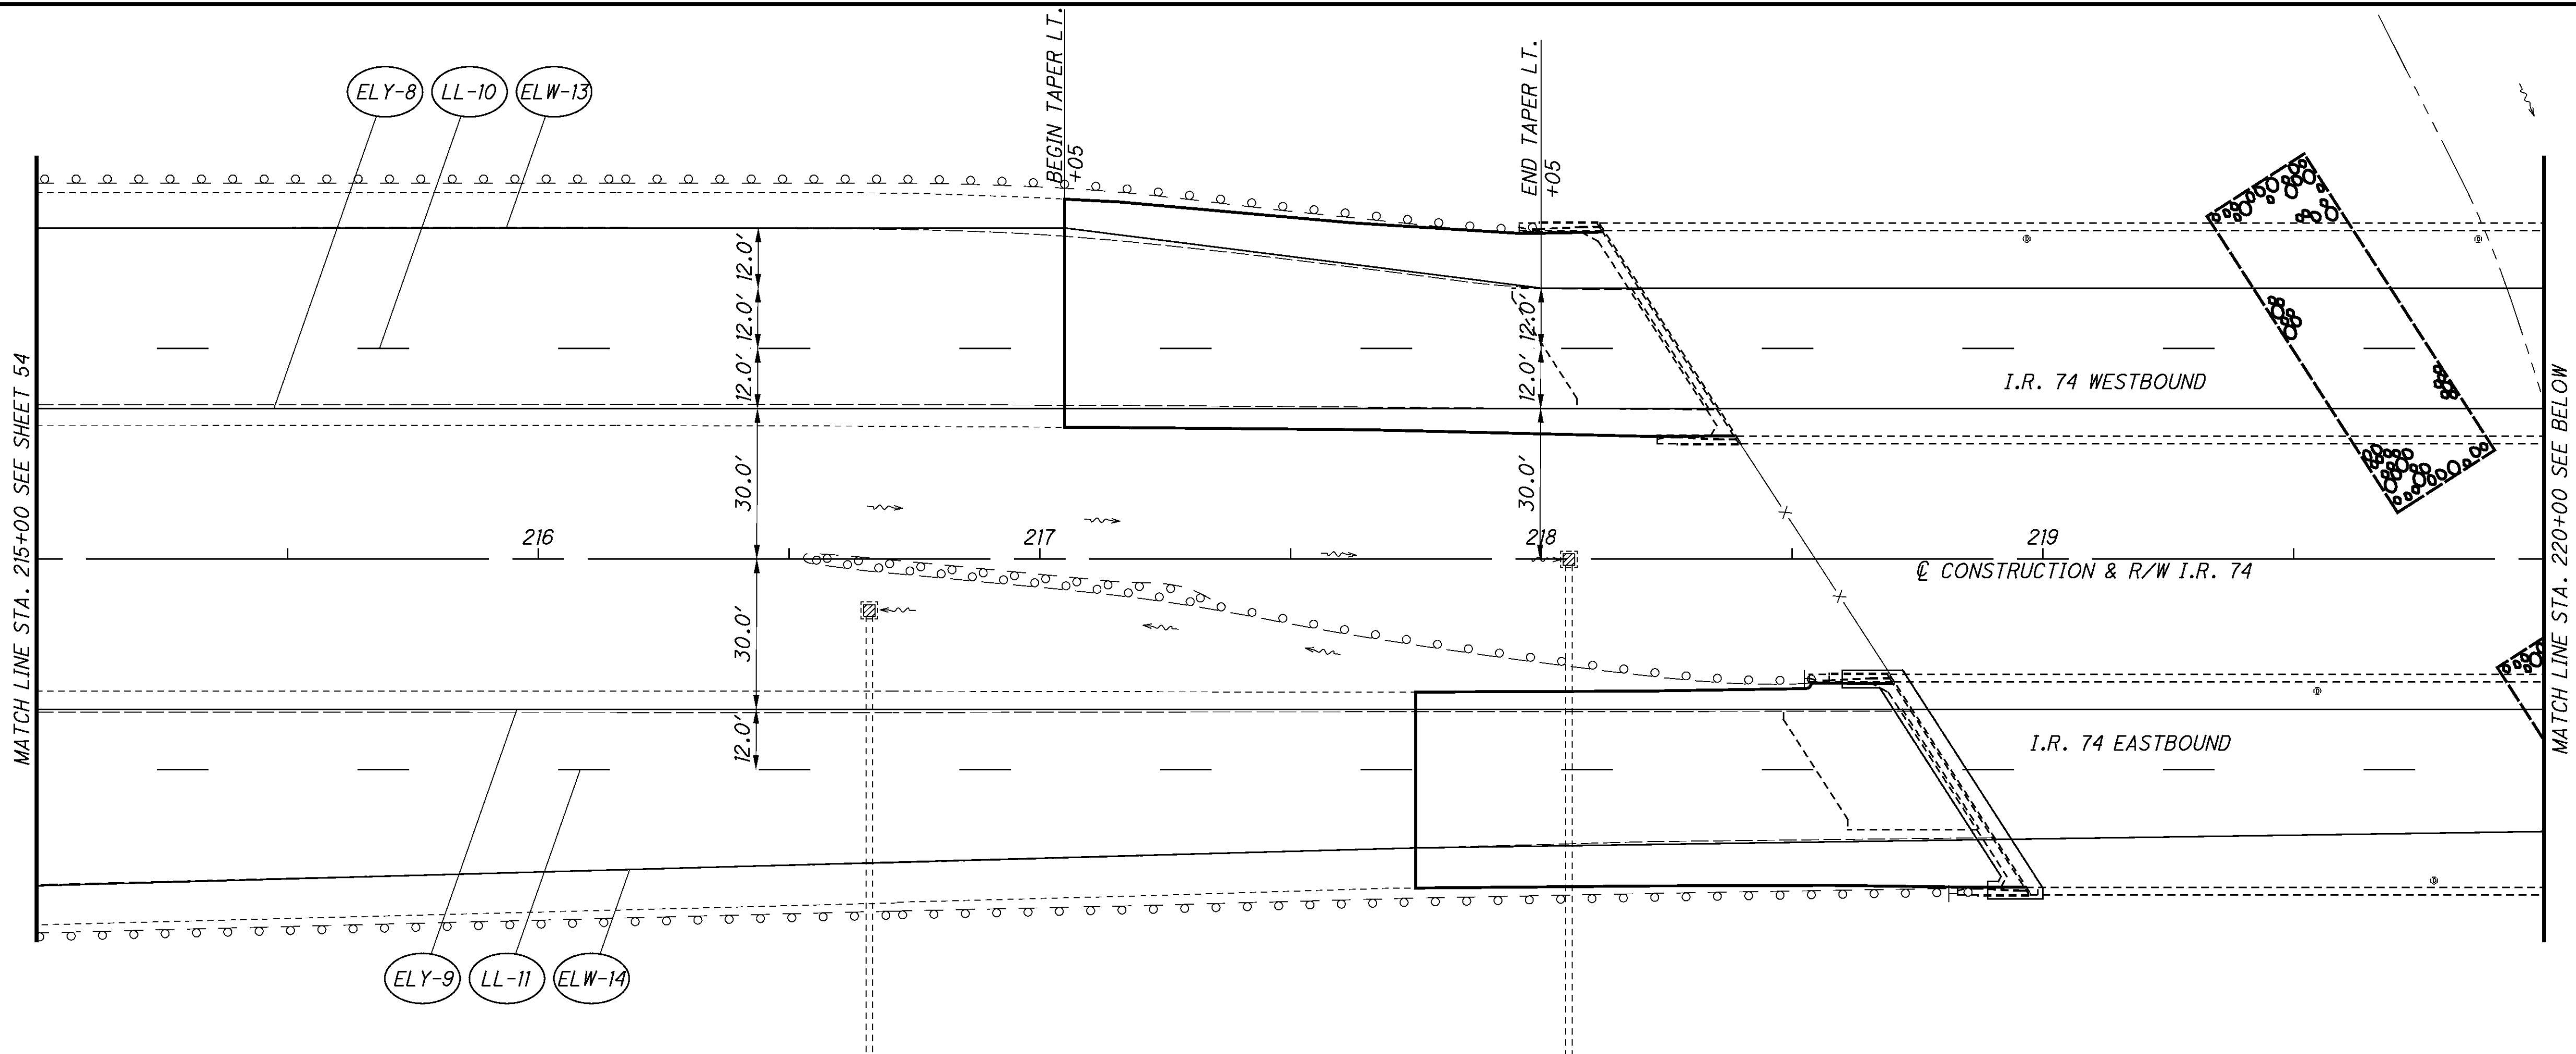 BEGIN TAPER LT.
+05
END TAPER LT.
+05
ELY-8
LL-10
ELW-13
MATCH LINE STA. 215+00 SEE SHEET 54
12.0'
12.0'
12.0'
30.0'
30.0'
12.0'
12.0'
12.0'
30.0'
I.R. 74 WESTBOUND
216
217
218
219
℄ CONSTRUCTION & R/W I.R. 74
I.R. 74 EASTBOUND
MATCH LINE STA. 220+00 SEE BELOW
ELY-9
LL-11
ELW-14